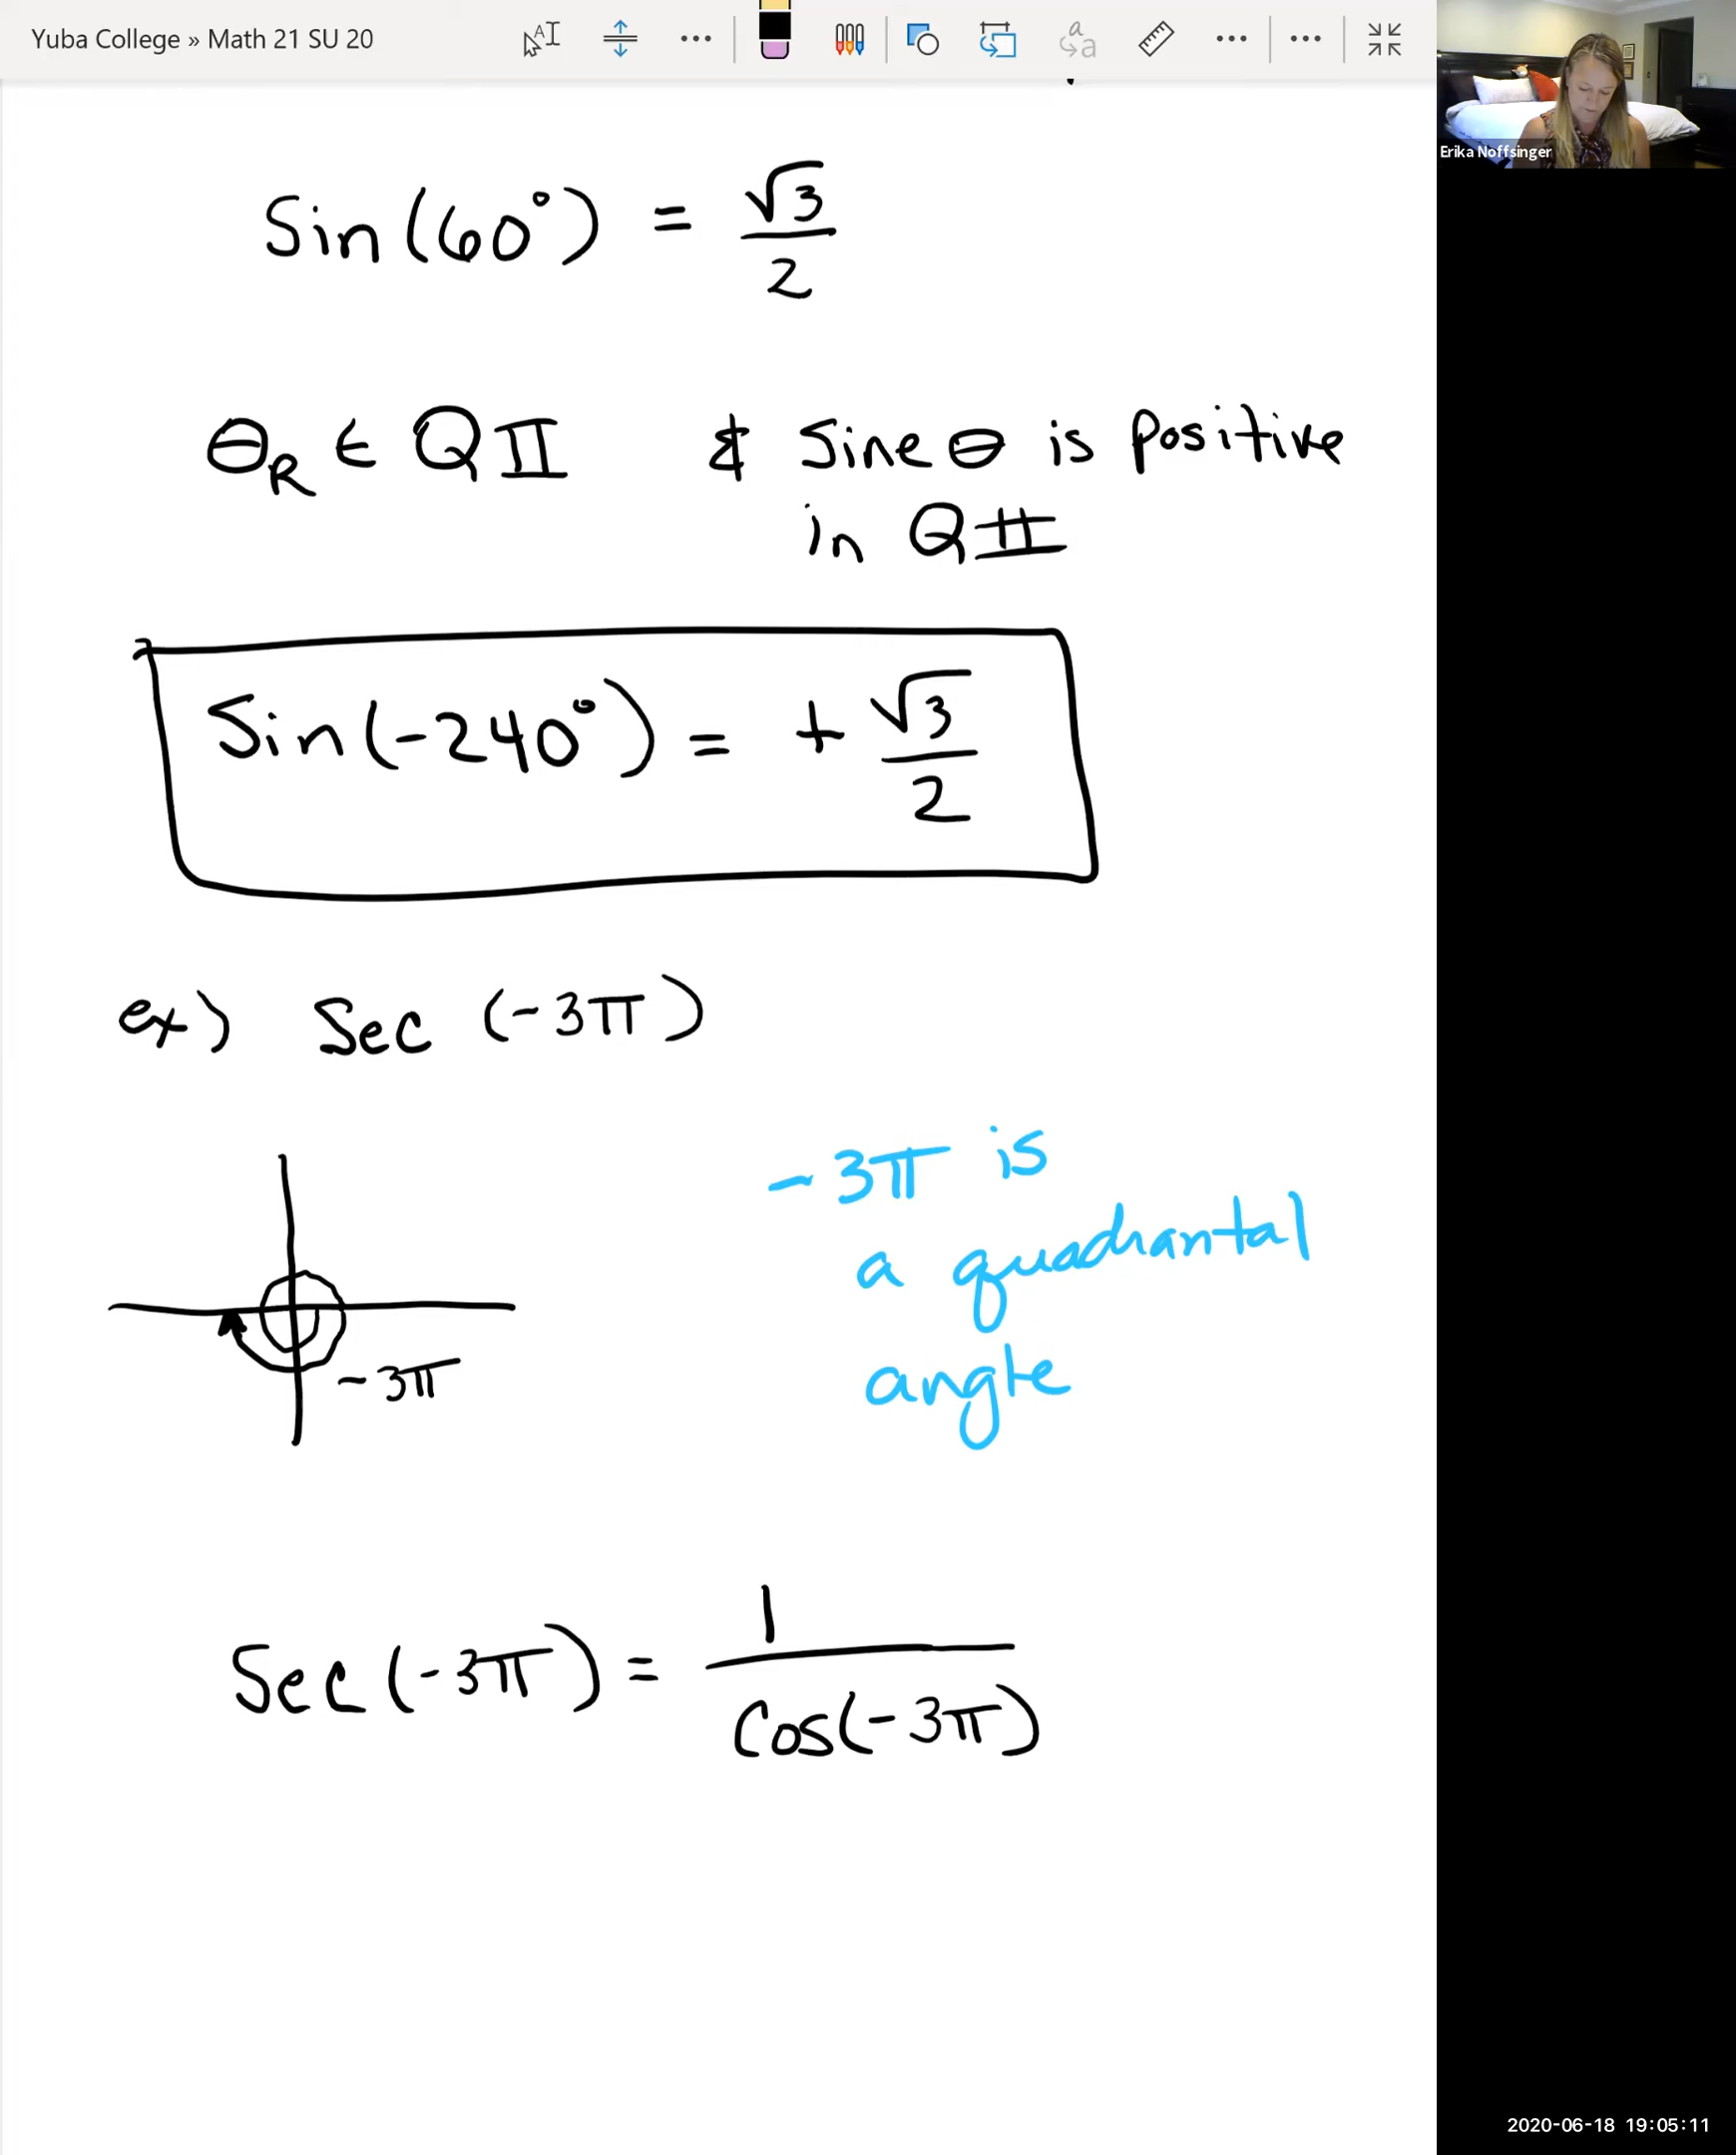 Yuba College » Math 21 SU 20
Erika Noffsinger
Sin(60°) = √3/2
θR ∈ QII & Sine θ is positive
in QII
Sin(-240°) = + √3/2
ex) Sec (-3π)
-3π is
a quadrantal
angle
-3π
Sec(-3π) = 1/Cos(-3π)
2020-06-18 19:05:11